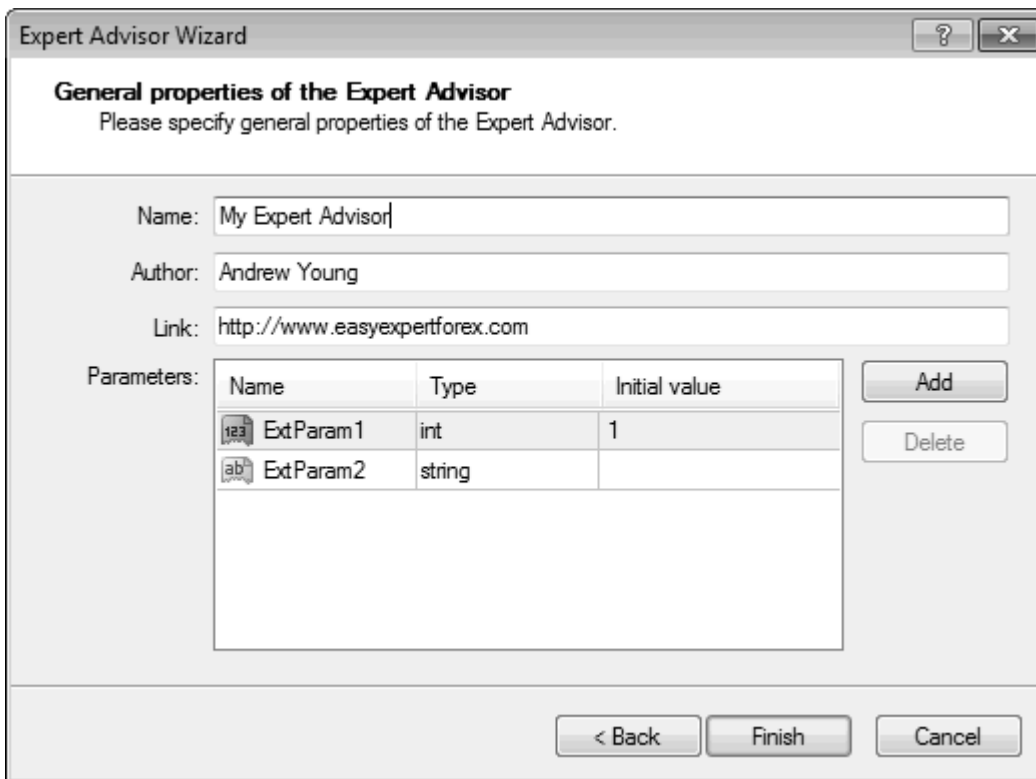 Expert Advisor Wizard
General properties of the Expert Advisor
Please specify general properties of the Expert Advisor.
Name: My Expert Advisor
Author: Andrew Young
Link: http://www.easyexpertforex.com
Parameters:
Name Type Initial value
123 ExtParam1 int 1
ab ExtParam2 string
Add
Delete
< Back Finish Cancel